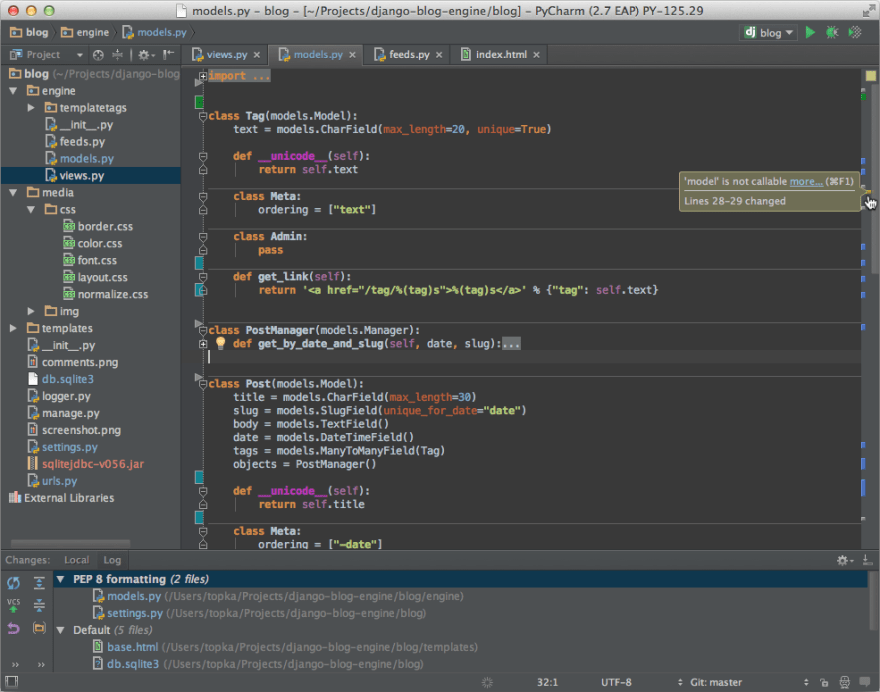 models.py – blog – [~/Projects/django-blog-engine/blog] – PyCharm (2.7 EAP) PY-125.29
blog engine models.py
dj blog
Project
views.py × models.py × feeds.py × index.html ×
blog (~/Projects/django-blog
engine
templatetags
__init__.py
feeds.py
models.py
views.py
media
css
border.css
color.css
font.css
layout.css
normalize.css
img
templates
__init__.py
comments.png
db.sqlite3
logger.py
manage.py
screenshot.png
settings.py
sqlitejdbc-v056.jar
urls.py
External Libraries
import ...
class Tag(models.Model):
text = models.CharField(max_length=20, unique=True)
def __unicode__(self):
return self.text
class Meta:
ordering = ["text"]
class Admin:
pass
def get_link(self):
return '<a href="/tag/%(tag)s">%(tag)s</a>' % {"tag": self.text}
class PostManager(models.Manager):
def get_by_date_and_slug(self, date, slug):...
class Post(models.Model):
title = models.CharField(max_length=30)
slug = models.SlugField(unique_for_date="date")
body = models.TextField()
date = models.DateTimeField()
tags = models.ManyToManyField(Tag)
objects = PostManager()
def __unicode__(self):
return self.title
class Meta:
ordering = ["-date"]
'model' is not callable more... (⌘F1)
Lines 28–29 changed
Changes: Local Log
PEP 8 formatting (2 files)
models.py (/Users/topka/Projects/django-blog-engine/blog/engine)
settings.py (/Users/topka/Projects/django-blog-engine/blog)
Default (5 files)
base.html (/Users/topka/Projects/django-blog-engine/blog/templates)
db.sqlite3 (/Users/topka/Projects/django-blog-engine/blog)
VCS
32:1 UTF-8 Git: master